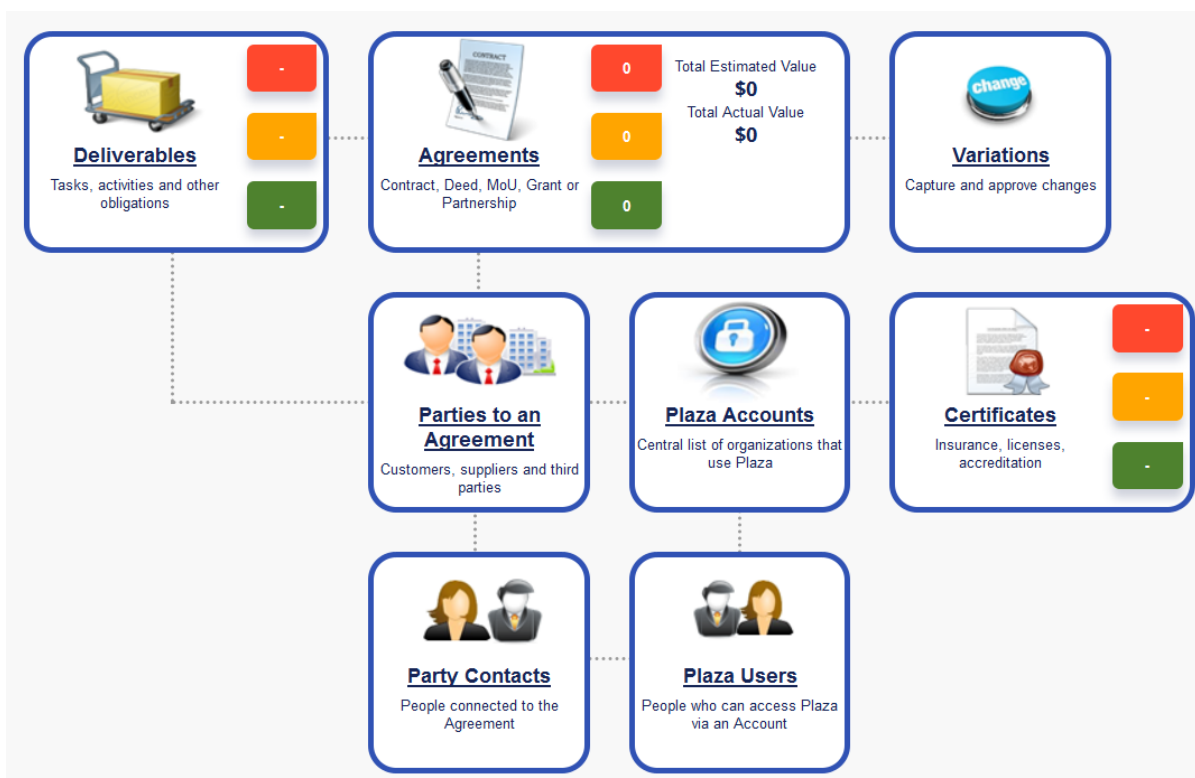 Deliverables
Tasks, activities and other
obligations
-
-
-
CONTRACT
Agreements
Contract, Deed, MoU, Grant or
Partnership
0
0
0
Total Estimated Value
$0
Total Actual Value
$0
change
Variations
Capture and approve changes
Parties to an
Agreement
Customers, suppliers and third
parties
Plaza Accounts
Central list of organizations that
use Plaza
Certificates
Insurance, licenses,
accreditation
-
-
-
Party Contacts
People connected to the
Agreement
Plaza Users
People who can access Plaza
via an Account